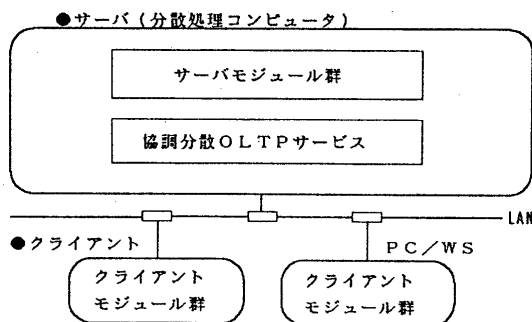 ●サーバ(分散処理コンピュータ)
サーバモジュール群
協調分散OLTPサービス
LAN
●クライアント
PC/WS
クライアント
モジュール群
クライアント
モジュール群